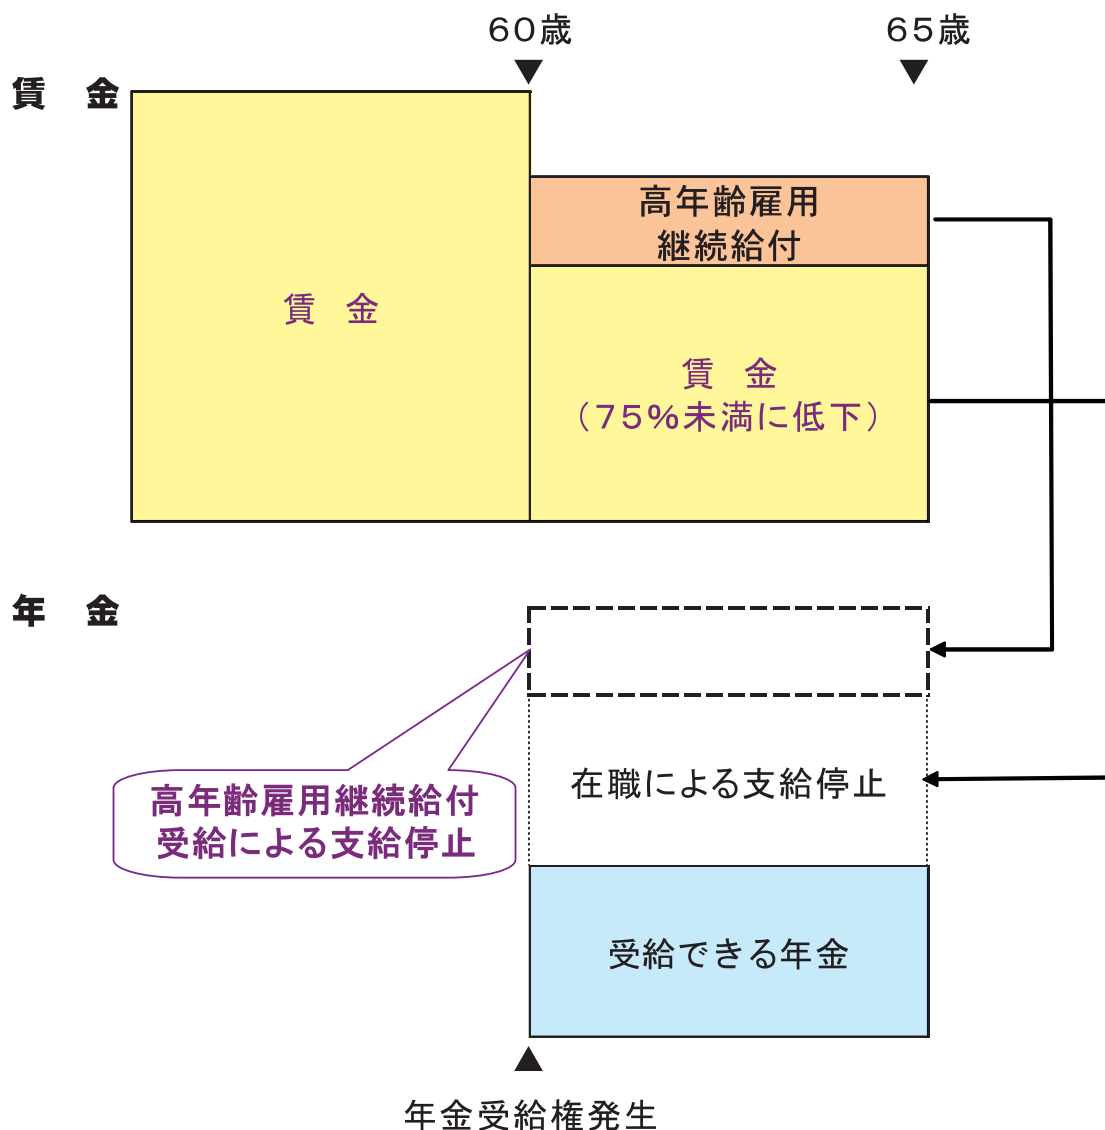 60歳
65歳
賃 金
高年齢雇用
継続給付
賃 金
賃 金
（75%未満に低下）
年 金
高年齢雇用継続給付
受給による支給停止
在職による支給停止
受給できる年金
年金受給権発生